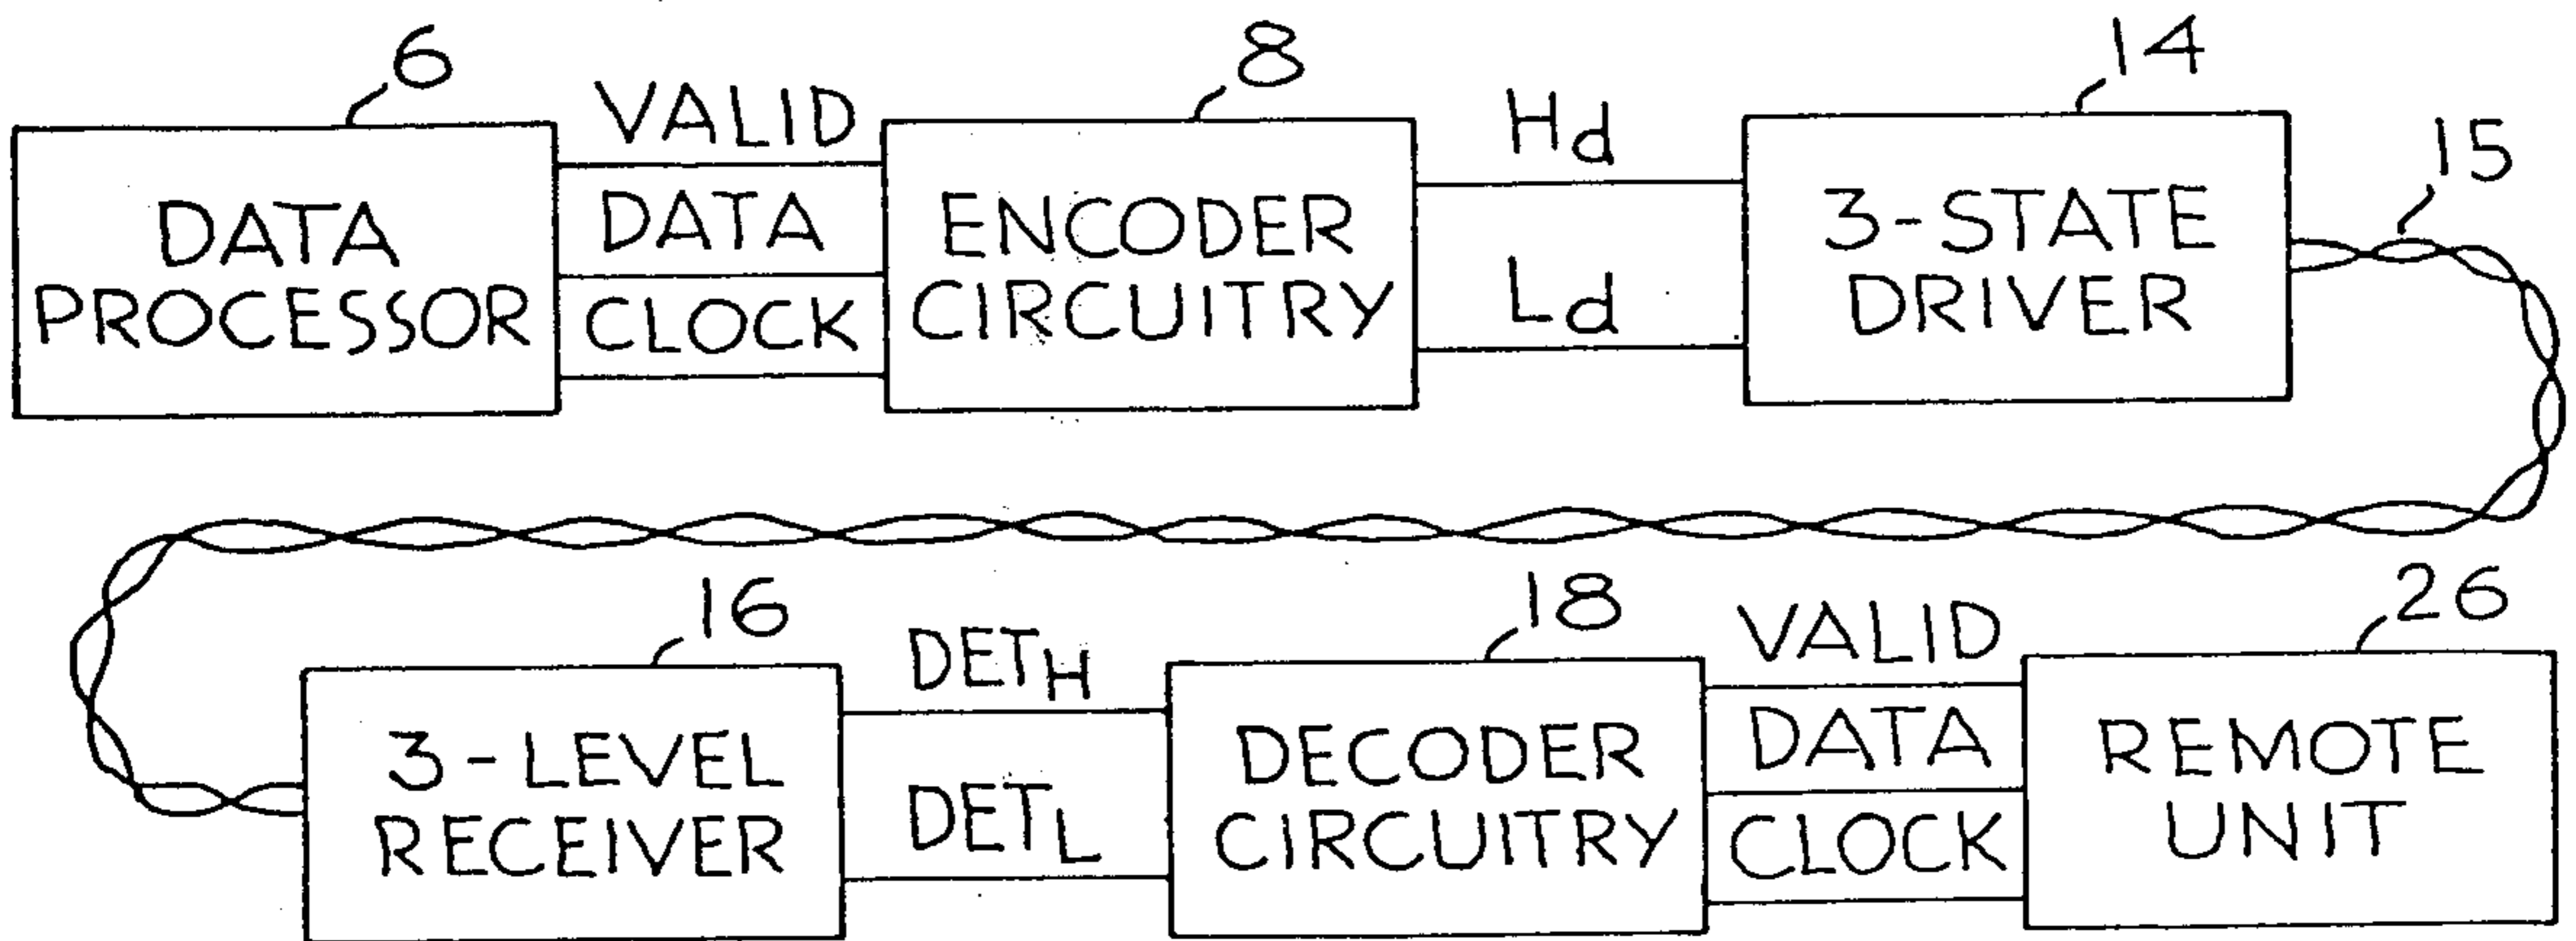 6
VALID
8
14
15
DATA
PROCESSOR
DATA
CLOCK
ENCODER
CIRCUITRY
Hd
Ld
3-STATE
DRIVER
16
18
26
3-LEVEL
RECEIVER
DETH
DETL
DECODER
CIRCUITRY
VALID
DATA
CLOCK
REMOTE
UNIT